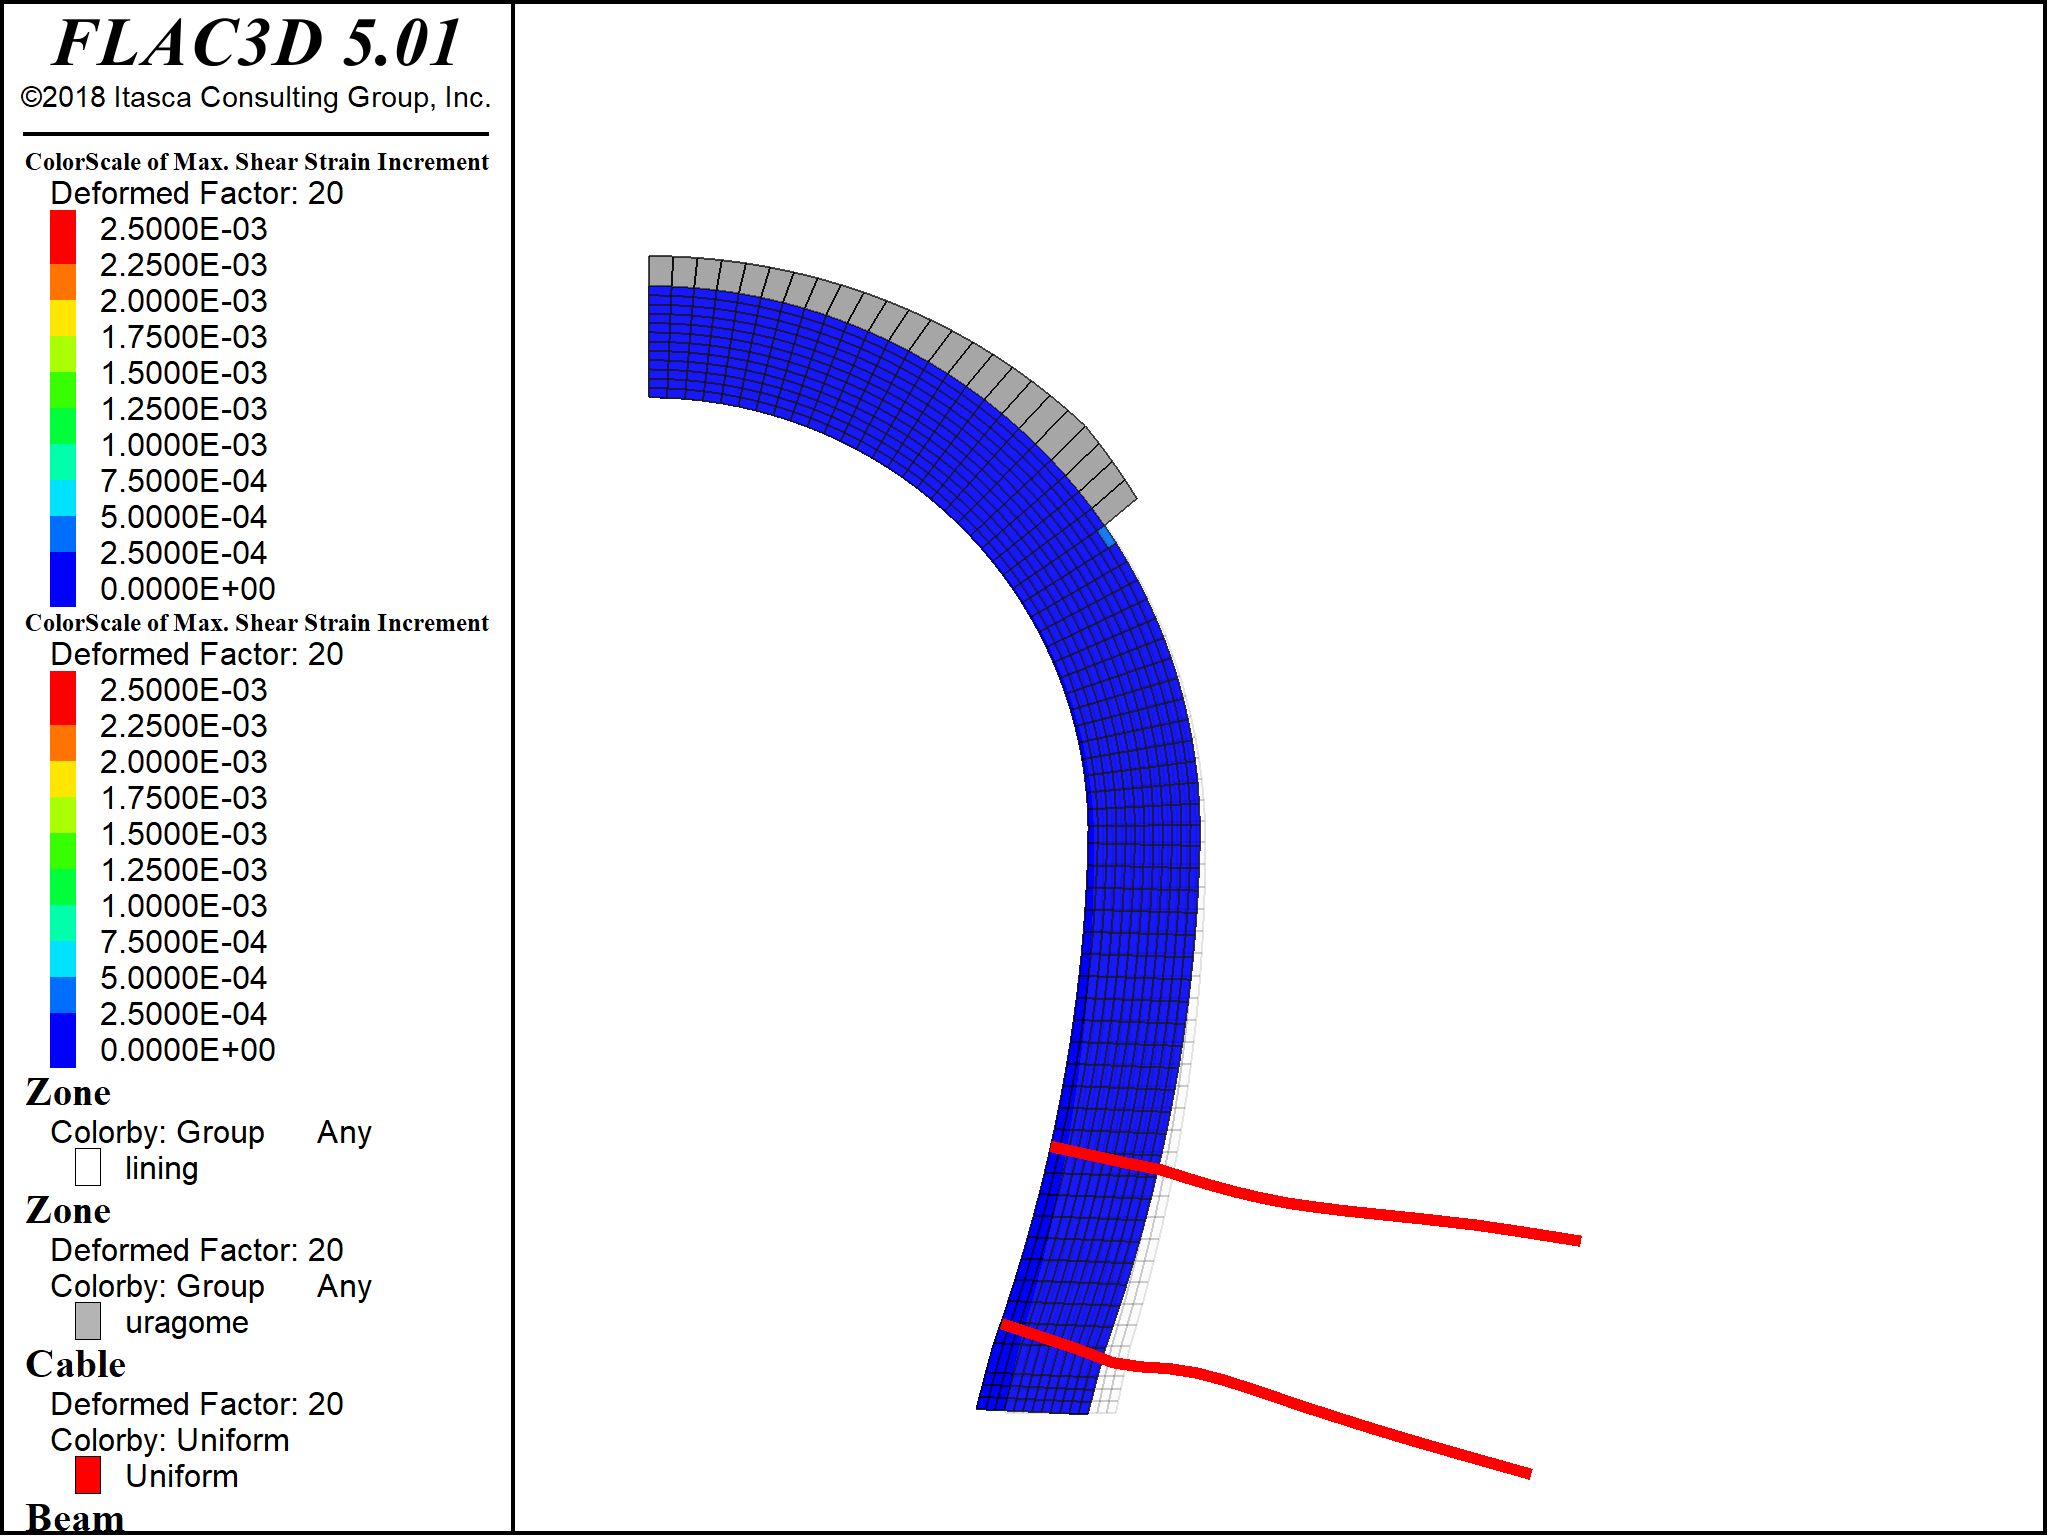 FLAC3D 5.01
©2018 Itasca Consulting Group, Inc.
ColorScale of Max. Shear Strain Increment
Deformed Factor: 20
2.5000E-03
2.2500E-03
2.0000E-03
1.7500E-03
1.5000E-03
1.2500E-03
1.0000E-03
7.5000E-04
5.0000E-04
2.5000E-04
0.0000E+00
ColorScale of Max. Shear Strain Increment
Deformed Factor: 20
2.5000E-03
2.2500E-03
2.0000E-03
1.7500E-03
1.5000E-03
1.2500E-03
1.0000E-03
7.5000E-04
5.0000E-04
2.5000E-04
0.0000E+00
Zone
Colorby: Group Any
lining
Zone
Deformed Factor: 20
Colorby: Group Any
uragome
Cable
Deformed Factor: 20
Colorby: Uniform
Uniform
Beam